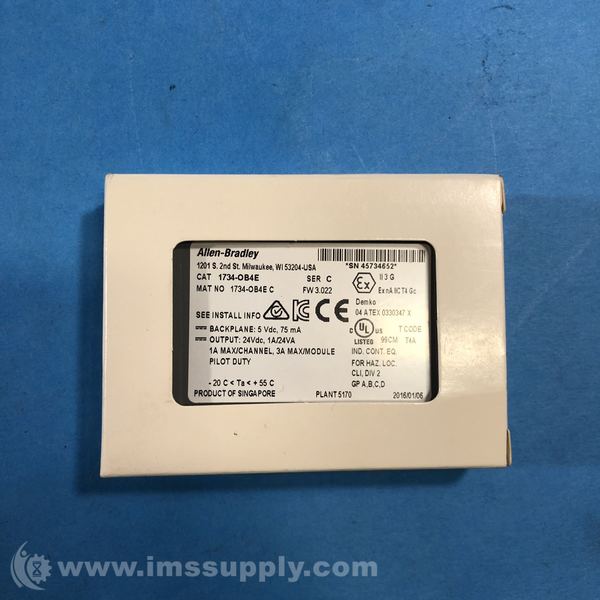 Allen-Bradley
1201 S. 2nd St. Milwaukee, WI 53204-USA
*SN 45734652*
CAT 1734-OB4E SER C
MAT NO 1734-OB4E C FW 3.022
Ex II 3 G
Ex nA IIC T4 Gc
Demko
04 ATEX 0330347 X
SEE INSTALL INFO
BACKPLANE: 5 Vdc, 75 mA
OUTPUT: 24Vdc, 1A/24VA
1A MAX/CHANNEL, 3A MAX/MODULE
PILOT DUTY
c UL US T CODE
LISTED 99CM T4A
IND. CONT. EQ.
FOR HAZ. LOC.
CLI, DIV 2
GP A,B,C,D
- 20 C < Ta < + 55 C
PRODUCT OF SINGAPORE PLANT 5170 2016/01/06
www.imssupply.com